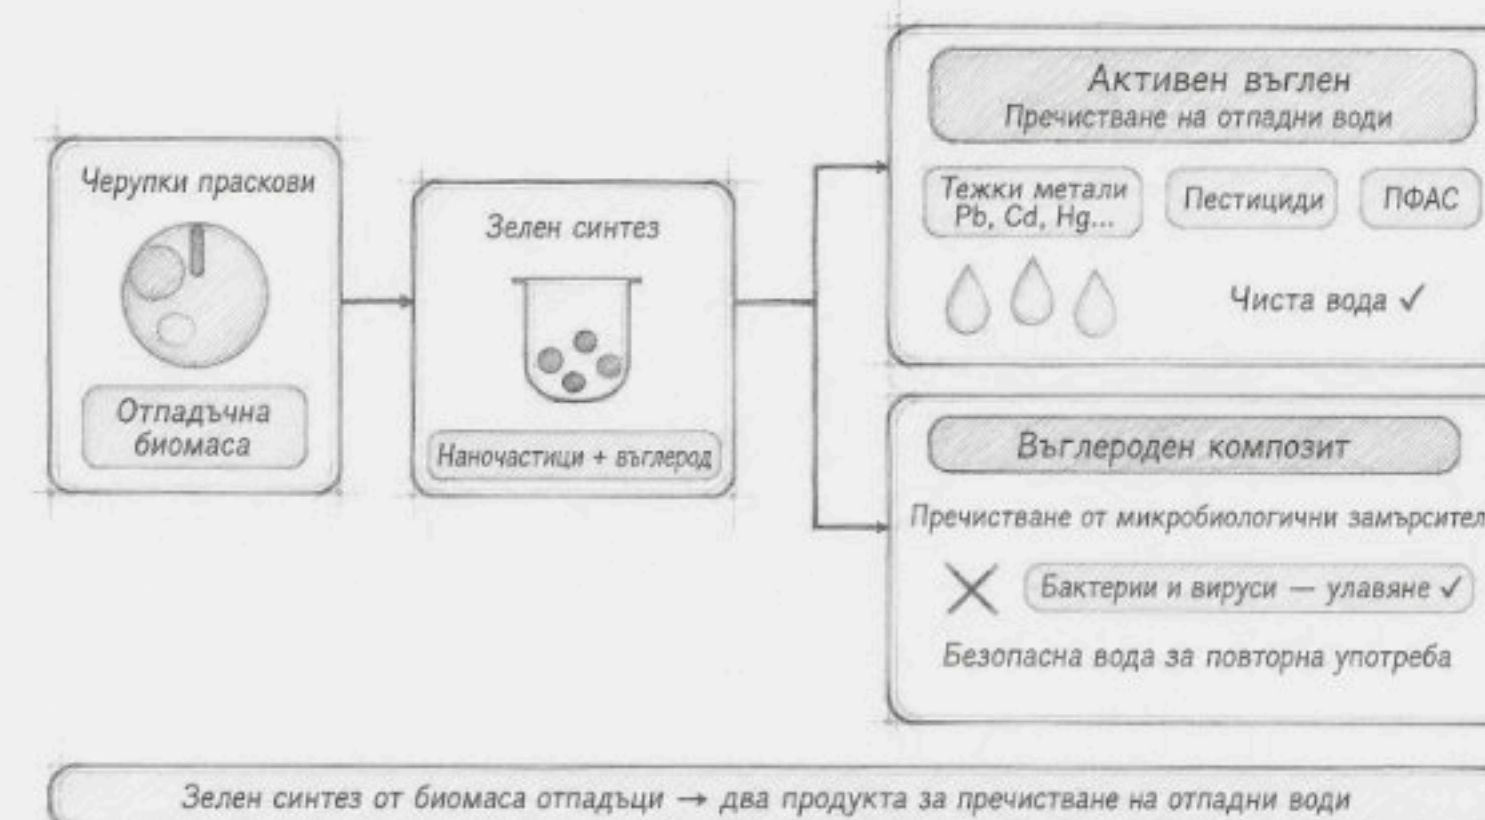 Черупки праскови
Отпадъчна
биомаса
Зелен синтез
Наночастици + въглерод
Активен въглен
Пречистване на отпадни води
Тежки метали
Pb, Cd, Hg...
Пестициди
ПФАС
Чиста вода ✓
Въглероден композит
Пречистване от микробиологични замърсител
Бактерии и вируси — улавяне ✓
Безопасна вода за повторна употреба
Зелен синтез от биомаса отпадъци → два продукта за пречистване на отпадни води